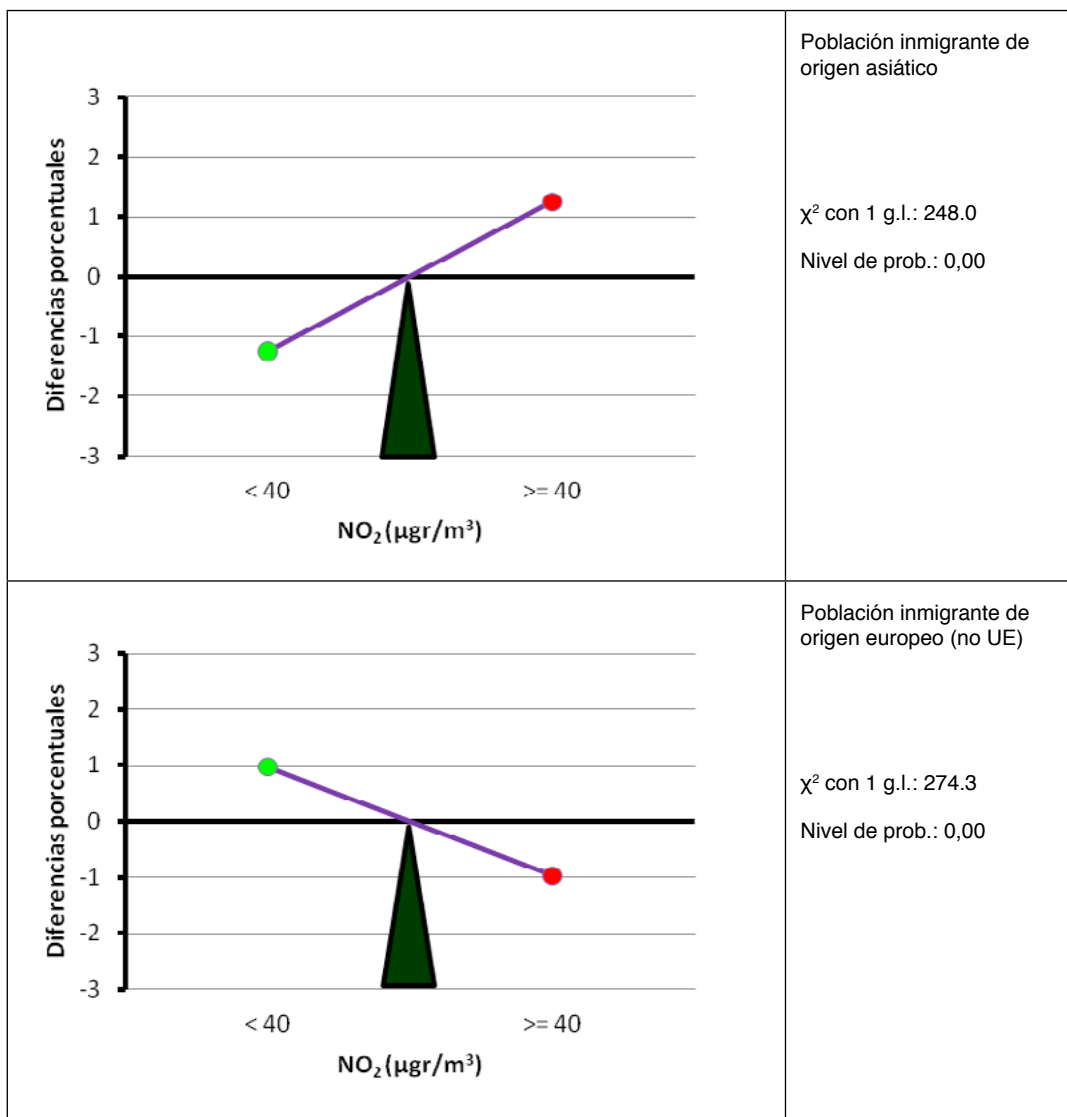 Población inmigrante de
origen asiático
χ² con 1 g.l.: 248.0
Nivel de prob.: 0,00
Diferencias porcentuales
3
2
1
0
-1
-2
-3
< 40
>= 40
NO₂ (µgr/m³)
Población inmigrante de
origen europeo (no UE)
χ² con 1 g.l.: 274.3
Nivel de prob.: 0,00
Diferencias porcentuales
3
2
1
0
-1
-2
-3
< 40
>= 40
NO₂ (µgr/m³)